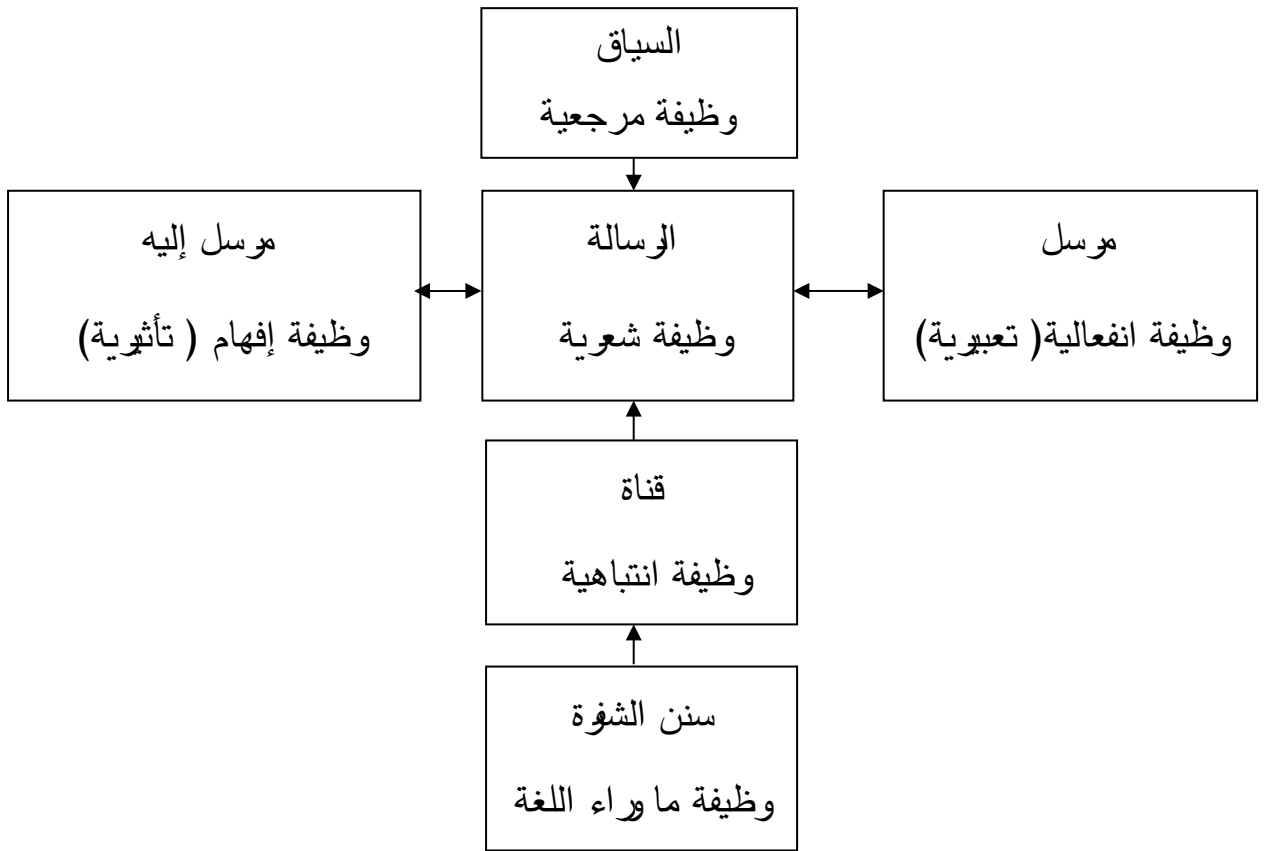 السياق
وظيفة مرجعية
مرسل
وظيفة انفعالية( تعبيرية)
الرسالة
وظيفة شعرية
مرسل إليه
وظيفة إفهام ( تأثيرية)
قناة
وظيفة انتباهية
سنن الشفرة
وظيفة ما وراء اللغة